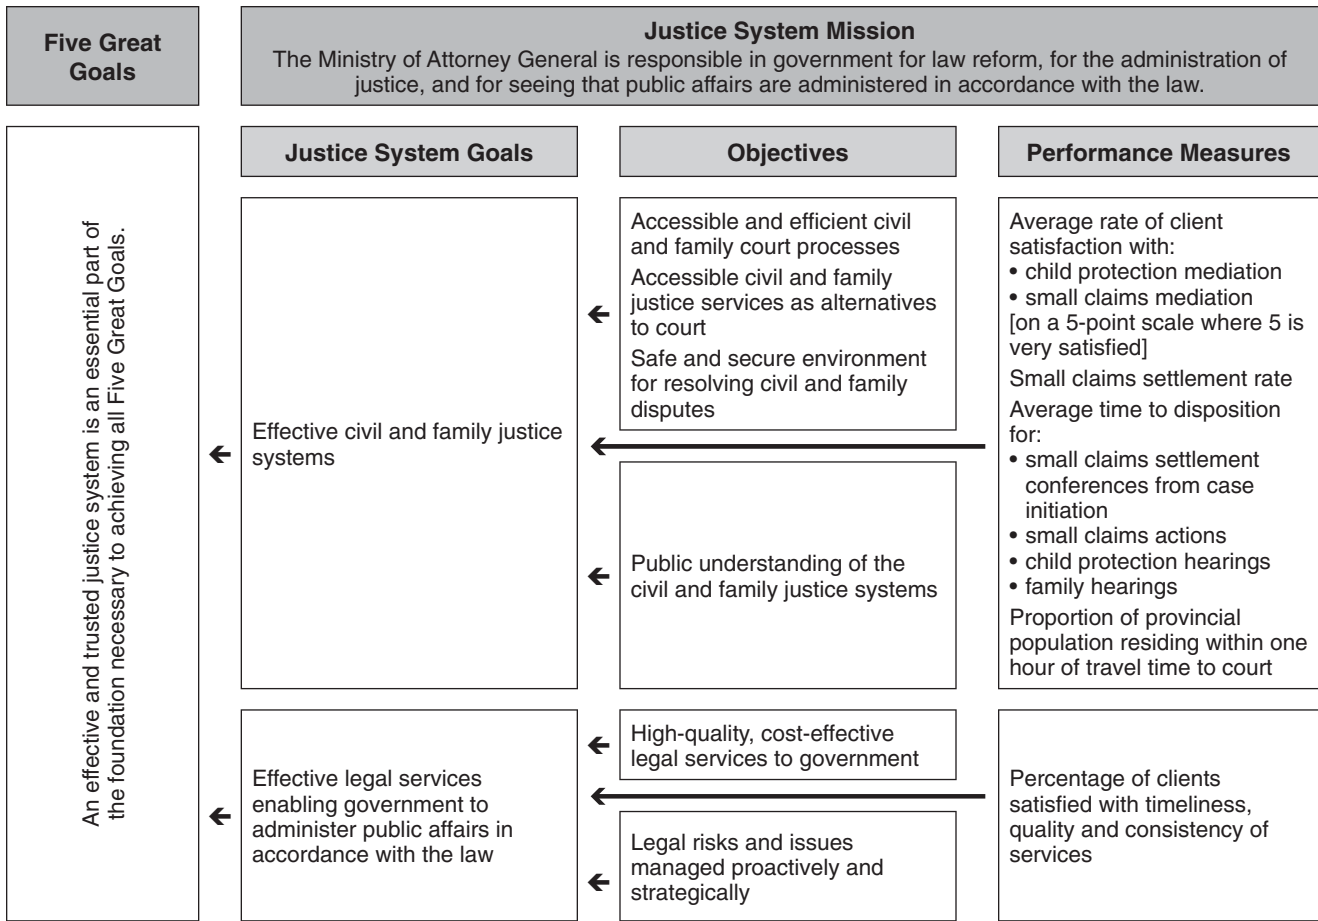 Five Great
Goals
Justice System Mission
The Ministry of Attorney General is responsible in government for law reform, for the administration of
justice, and for seeing that public affairs are administered in accordance with the law.
An effective and trusted justice system is an essential part of
the foundation necessary to achieving all Five Great Goals.
Justice System Goals
Objectives
Performance Measures
Effective civil and family justice
systems
Accessible and efficient civil
and family court processes
Accessible civil and family
justice services as alternatives
to court
Safe and secure environment
for resolving civil and family
disputes
Public understanding of the
civil and family justice systems
Average rate of client
satisfaction with:
• child protection mediation
• small claims mediation
[on a 5-point scale where 5 is
very satisfied]
Small claims settlement rate
Average time to disposition
for:
• small claims settlement
conferences from case
initiation
• small claims actions
• child protection hearings
• family hearings
Proportion of provincial
population residing within one
hour of travel time to court
Effective legal services
enabling government to
administer public affairs in
accordance with the law
High-quality, cost-effective
legal services to government
Legal risks and issues
managed proactively and
strategically
Percentage of clients
satisfied with timeliness,
quality and consistency of
services